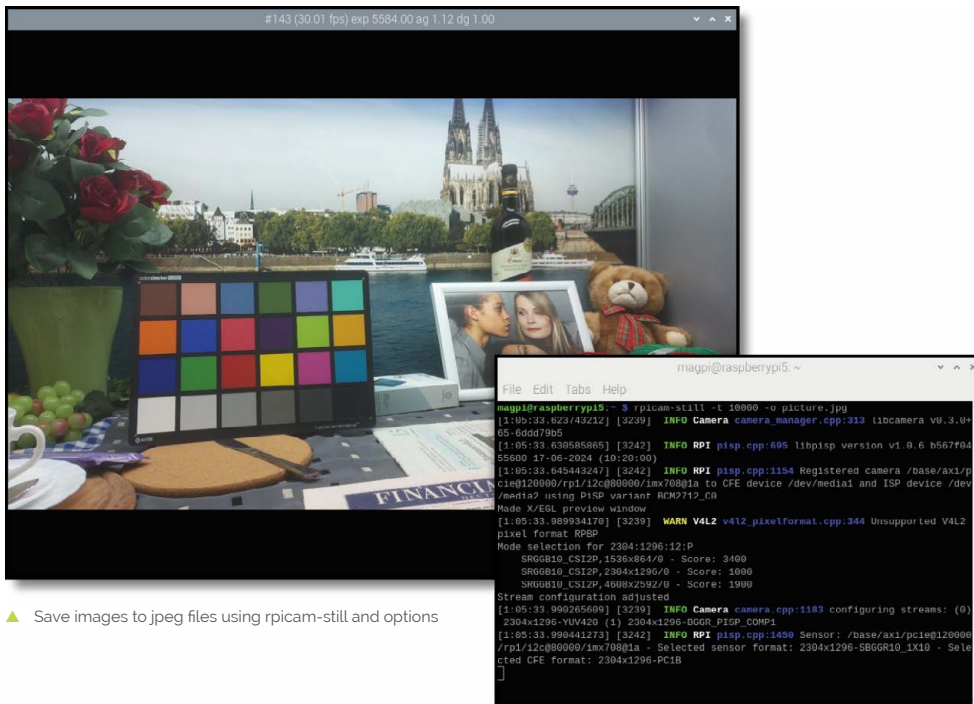 #143 (30.01 fps) exp 5584.00 ag 1.12 dg 1.00
colorchecker
FINANCI
magpi@raspberrypi5: ~
File Edit Tabs Help
magpi@raspberrypi5:~ $ rpicam-still -t 10000 -o picture.jpg
[1:05:33.623743212] [3239] INFO Camera camera_manager.cpp:313 libcamera v0.3.0+
65-6ddd79b5
[1:05:33.630585865] [3242] INFO RPI pisp.cpp:695 libpisp version v1.0.6 b567f04
55680 17-06-2024 (10:20:00)
[1:05:33.645443247] [3242] INFO RPI pisp.cpp:1154 Registered camera /base/axi/p
cie@120000/rp1/i2c@80000/imx708@1a to CFE device /dev/media1 and ISP device /dev
/media2 using PiSP variant BCM2712_C0
Made X/EGL preview window
[1:05:33.989934170] [3239] WARN V4L2 v4l2_pixelformat.cpp:344 Unsupported V4L2
pixel format RPBP
Mode selection for 2304:1296:12:P
SRGGB10_CSI2P,1536x864/0 - Score: 3400
SRGGB10_CSI2P,2304x1296/0 - Score: 1000
SRGGB10_CSI2P,4608x2592/0 - Score: 1900
Stream configuration adjusted
[1:05:33.990265609] [3239] INFO Camera camera.cpp:1183 configuring streams: (0)
2304x1296-YUV420 (1) 2304x1296-BGGR_PISP_COMP1
[1:05:33.990441273] [3242] INFO RPI pisp.cpp:1450 Sensor: /base/axi/pcie@120000
/rp1/i2c@80000/imx708@1a - Selected sensor format: 2304x1296-SBGGR10_1X10 - Sele
cted CFE format: 2304x1296-PC1B
Save images to jpeg files using rpicam-still and options